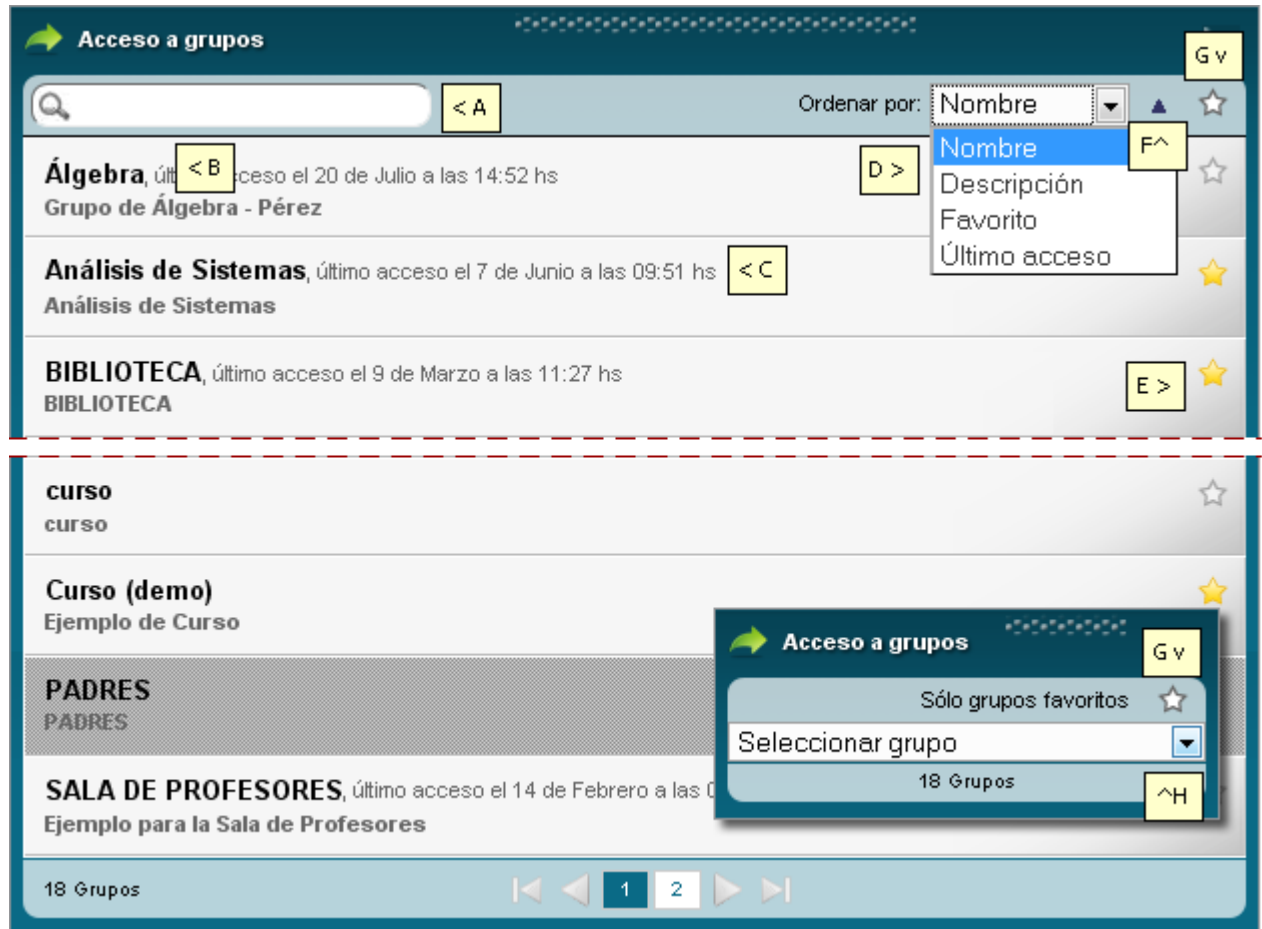 Acceso a grupos
G v
< A
Ordenar por: Nombre
Nombre
F^
Descripción
Favorito
Último acceso
D >
Álgebra, últ < B ceso el 20 de Julio a las 14:52 hs
Grupo de Álgebra - Pérez
Análisis de Sistemas, último acceso el 7 de Junio a las 09:51 hs < C
Análisis de Sistemas
BIBLIOTECA, último acceso el 9 de Marzo a las 11:27 hs
BIBLIOTECA
E >
curso
curso
Curso (demo)
Ejemplo de Curso
PADRES
PADRES
SALA DE PROFESORES, último acceso el 14 de Febrero a las
Ejemplo para la Sala de Profesores
Acceso a grupos
G v
Sólo grupos favoritos
Seleccionar grupo
18 Grupos
^H
18 Grupos
1 2